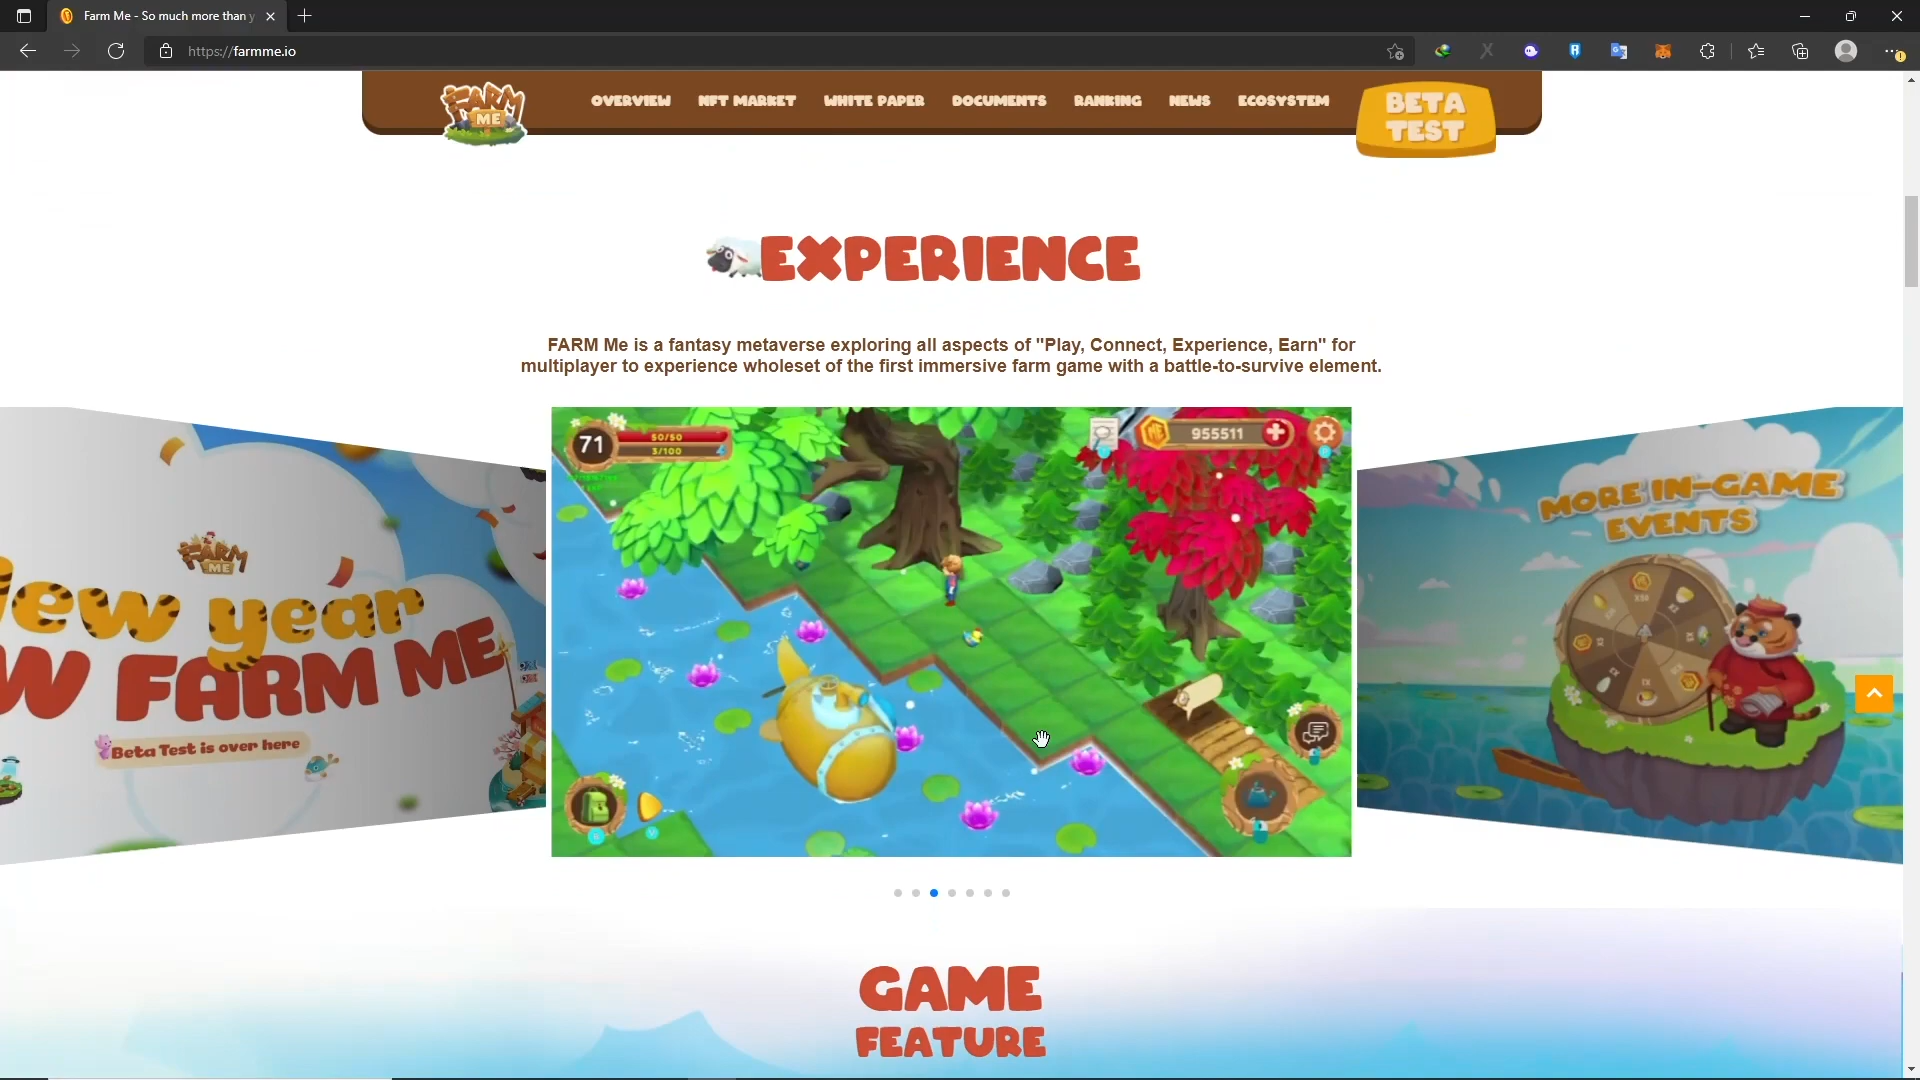 Farm Me - So much more than y
https://farmme.io
FARM
ME
OVERVIEW
NFT MARKET
WHITE PAPER
DOCUMENTS
RANKING
NEWS
ECOSYSTEM
BETA
TEST
EXPERIENCE
FARM Me is a fantasy metaverse exploring all aspects of "Play, Connect, Experience, Earn" for
multiplayer to experience wholeset of the first immersive farm game with a battle-to-survive element.
FARM
ME
ew year
W FARM ME
Beta Test is over here
71
50/50
3/100
ME
955511
MORE IN-GAME
EVENTS
GAME
FEATURE